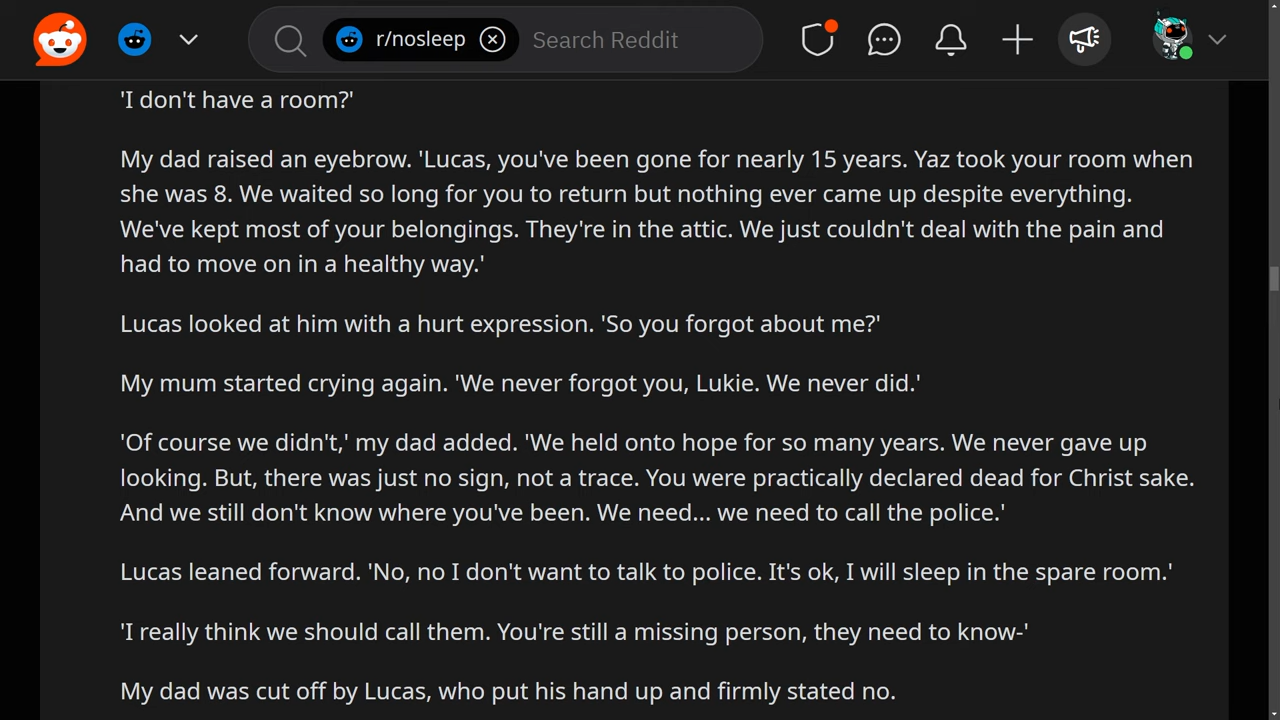 r/nosleep
Search Reddit
'I don't have a room?'
My dad raised an eyebrow. 'Lucas, you've been gone for nearly 15 years. Yaz took your room when
she was 8. We waited so long for you to return but nothing ever came up despite everything.
We've kept most of your belongings. They're in the attic. We just couldn't deal with the pain and
had to move on in a healthy way.'
Lucas looked at him with a hurt expression. 'So you forgot about me?'
My mum started crying again. 'We never forgot you, Lukie. We never did.'
'Of course we didn't,' my dad added. 'We held onto hope for so many years. We never gave up
looking. But, there was just no sign, not a trace. You were practically declared dead for Christ sake.
And we still don't know where you've been. We need... we need to call the police.'
Lucas leaned forward. 'No, no I don't want to talk to police. It's ok, I will sleep in the spare room.'
'I really think we should call them. You're still a missing person, they need to know-'
My dad was cut off by Lucas, who put his hand up and firmly stated no.